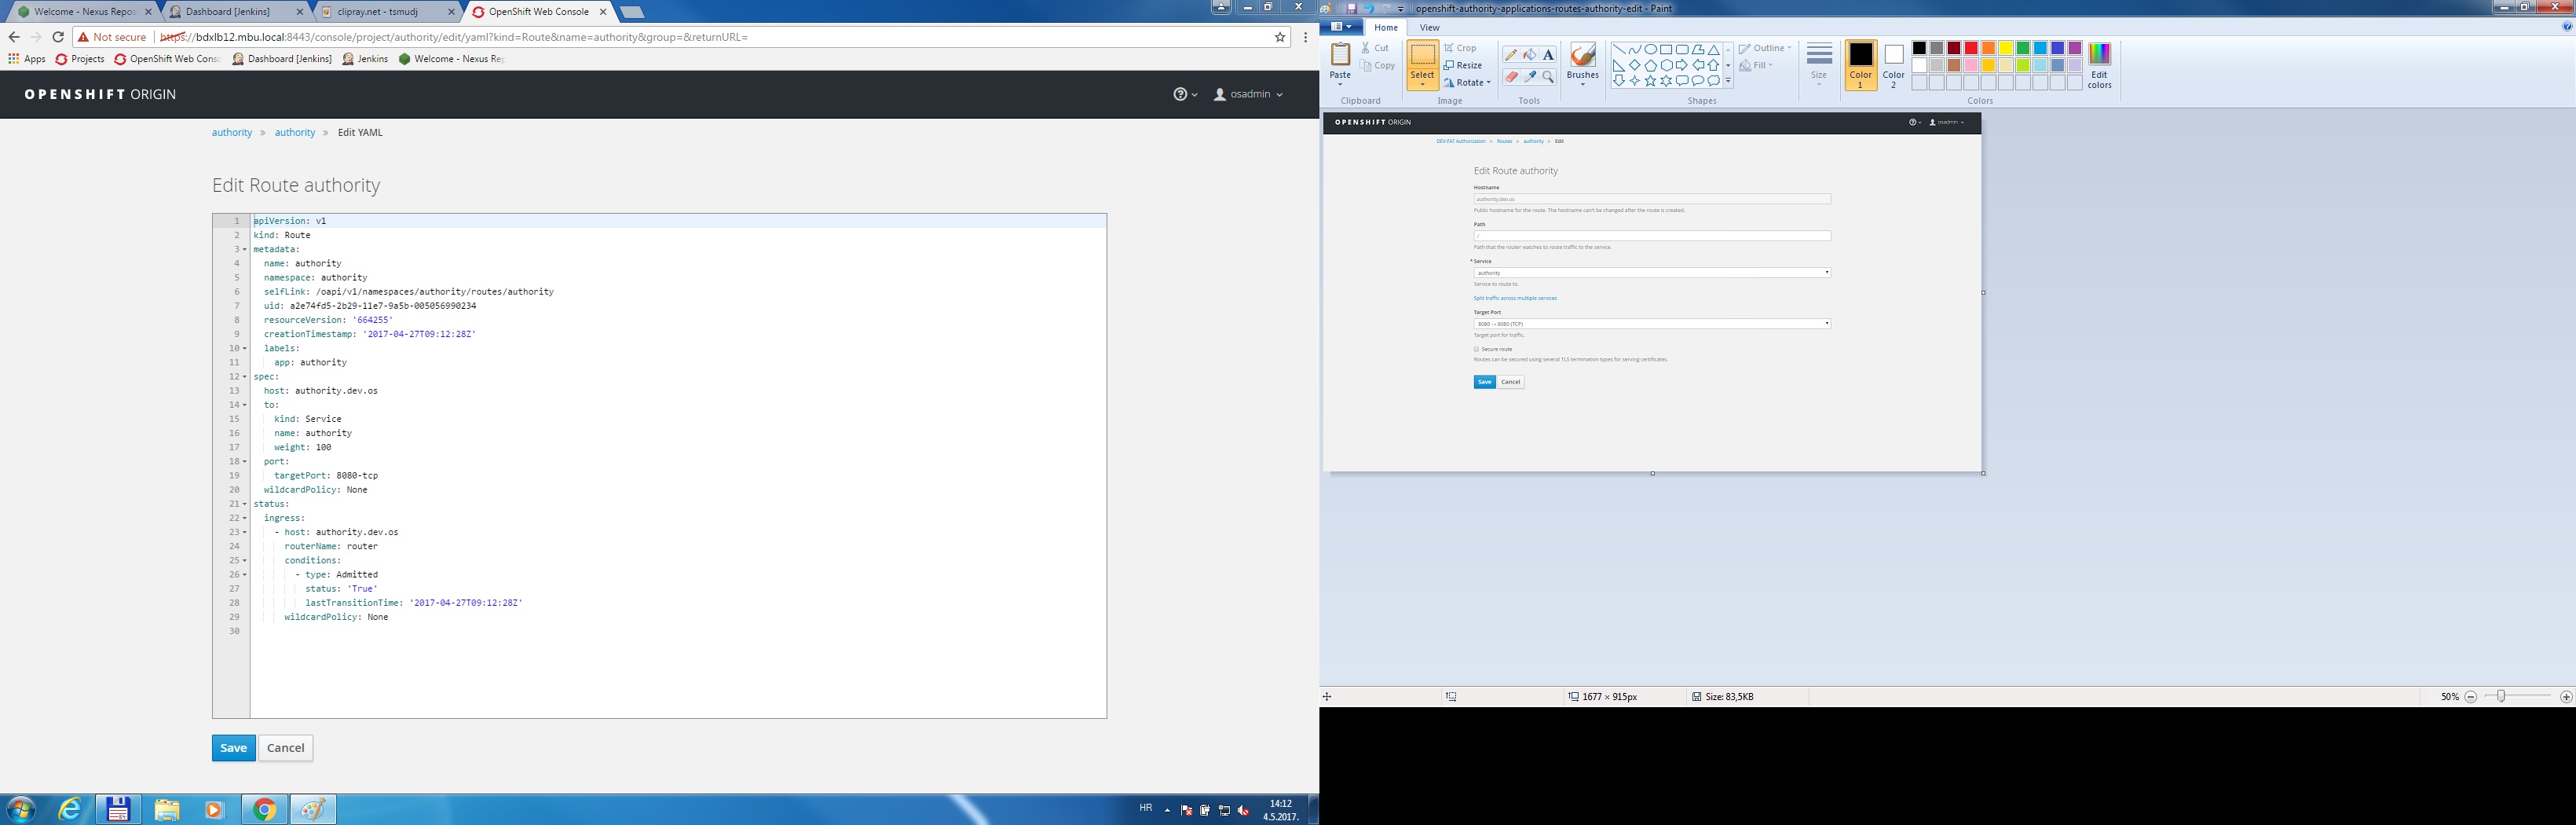 Welcome - Nexus Repos
Dashboard [Jenkins]
clipray.net - tsmudj
OpenShift Web Console
Not secure | https://bdxlb12.mbu.local:8443/console/project/authority/edit/yaml?kind=Route&name=authority&group=&returnURL=
Apps Projects OpenShift Web Conso Dashboard [Jenkins] Jenkins Welcome - Nexus Rep
OPENSHIFT ORIGIN
osadmin
authority » authority » Edit YAML
Edit Route authority
1 apiVersion: v1
2 kind: Route
3 metadata:
4 name: authority
5 namespace: authority
6 selfLink: /oapi/v1/namespaces/authority/routes/authority
7 uid: a2e74fd5-2b29-11e7-9a5b-005056990234
8 resourceVersion: '664255'
9 creationTimestamp: '2017-04-27T09:12:28Z'
10 labels:
11 app: authority
12 spec:
13 host: authority.dev.os
14 to:
15 kind: Service
16 name: authority
17 weight: 100
18 port:
19 targetPort: 8080-tcp
20 wildcardPolicy: None
21 status:
22 ingress:
23 - host: authority.dev.os
24 routerName: router
25 conditions:
26 - type: Admitted
27 status: 'True'
28 lastTransitionTime: '2017-04-27T09:12:28Z'
29 wildcardPolicy: None
30
Save Cancel
HR
14:12
4.5.2017.
openshift-authority-applications-routes-authority-edit - Paint
Home View
Paste
Cut
Copy
Clipboard
Select
Crop
Resize
Rotate
Image
Tools
Brushes
Outline
Fill
Shapes
Size
Color 1
Color 2
Edit colors
Colors
OPENSHIFT ORIGIN
osadmin
DEV-PAT Authorization » Routes » authority » Edit
Edit Route authority
Hostname
authority.dev.os
Public hostname for the route. The hostname can't be changed after the route is created.
Path
/
Path that the router watches to route traffic to the service.
* Service
authority
Service to route to.
Split traffic across multiple services
Target Port
8080 → 8080 (TCP)
Target port for traffic.
Secure route
Routes can be secured using several TLS termination types for serving certificates.
Save Cancel
1677 × 915px
Size: 83,5KB
50%